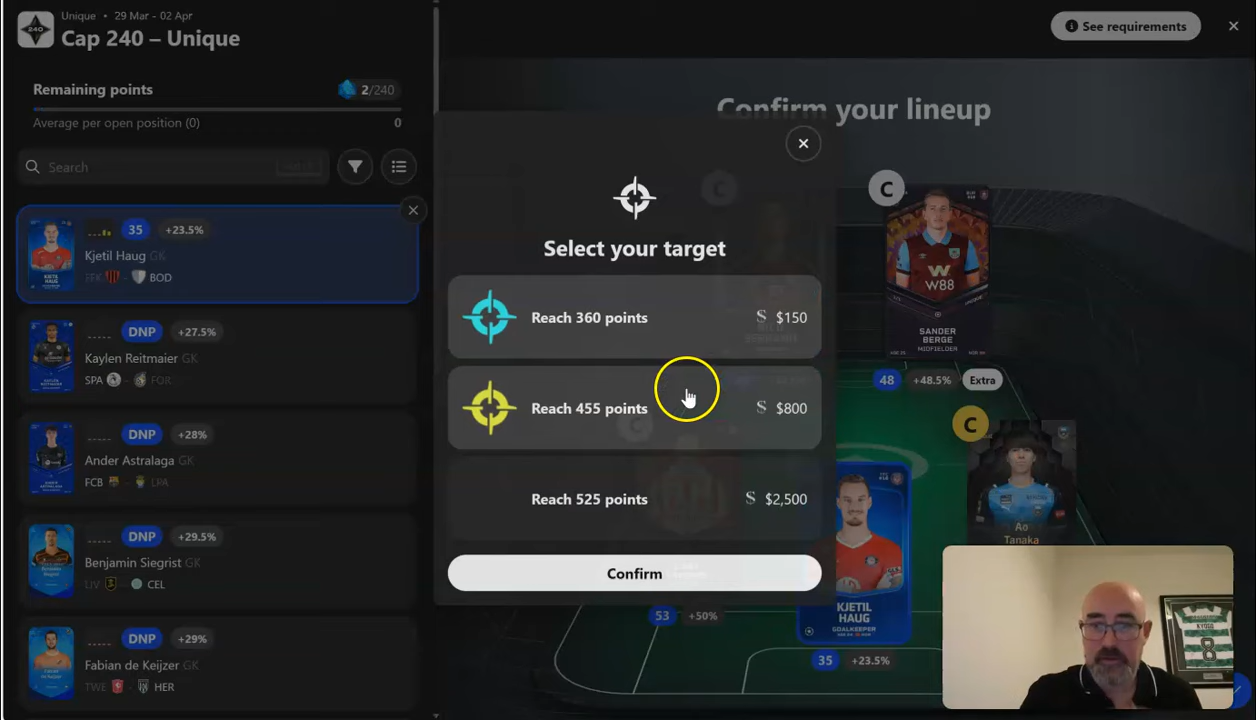 Unique • 29 Mar - 02 Apr
Cap 240 – Unique
See requirements
Remaining points
2/240
Average per open position (0)
0
Search
35 +23.5%
Kjetil Haug GK
BOD
DNP +27.5%
Kaylen Reitmaier GK
SPA FOR
DNP +28%
Ander Astralaga GK
FCB LPA
DNP +29.5%
Benjamin Siegrist GK
LIV CEL
DNP +29%
Fabian de Keijzer GK
TWE HER
Confirm your lineup
Select your target
Reach 360 points
S $150
Reach 455 points
S $800
Reach 525 points
S $2,500
Confirm
C
C
W88
SANDER
BERGE
MIDFIELDER
48 +48.5% Extra
C
Ao
Tanaka
KJETIL
HAUG
GOALKEEPER
53 +50%
35 +23.5%
KYOGO
8